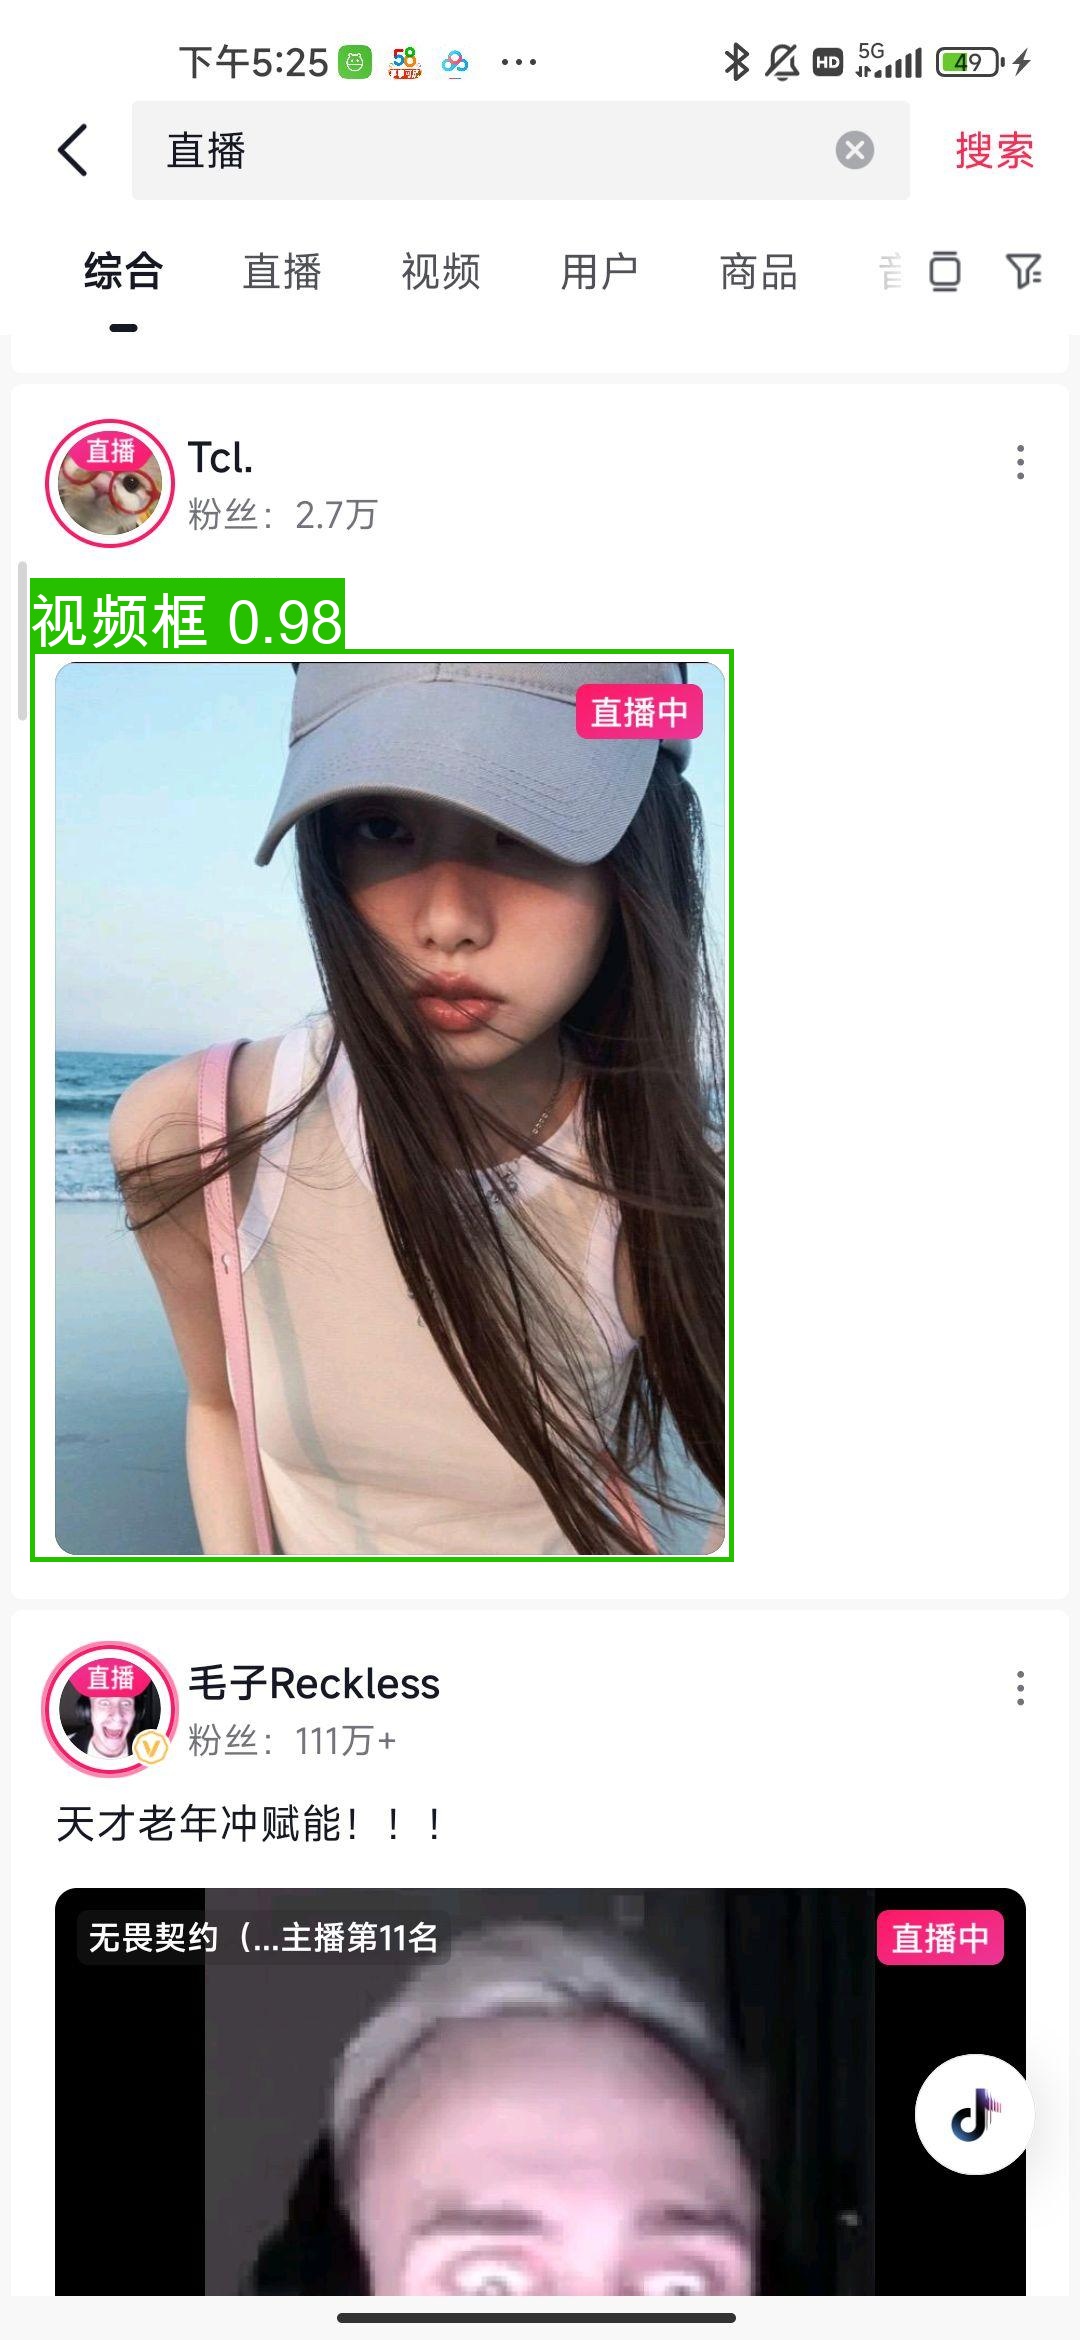 下午5:25 58 ... HD 5G 49
直播 搜索
综合 直播 视频 用户 商品
直播 Tcl.
粉丝：2.7万
视频框 0.98
直播中
直播 毛子Reckless
粉丝：111万+
天才老年冲赋能！！！
无畏契约（...主播第11名 直播中